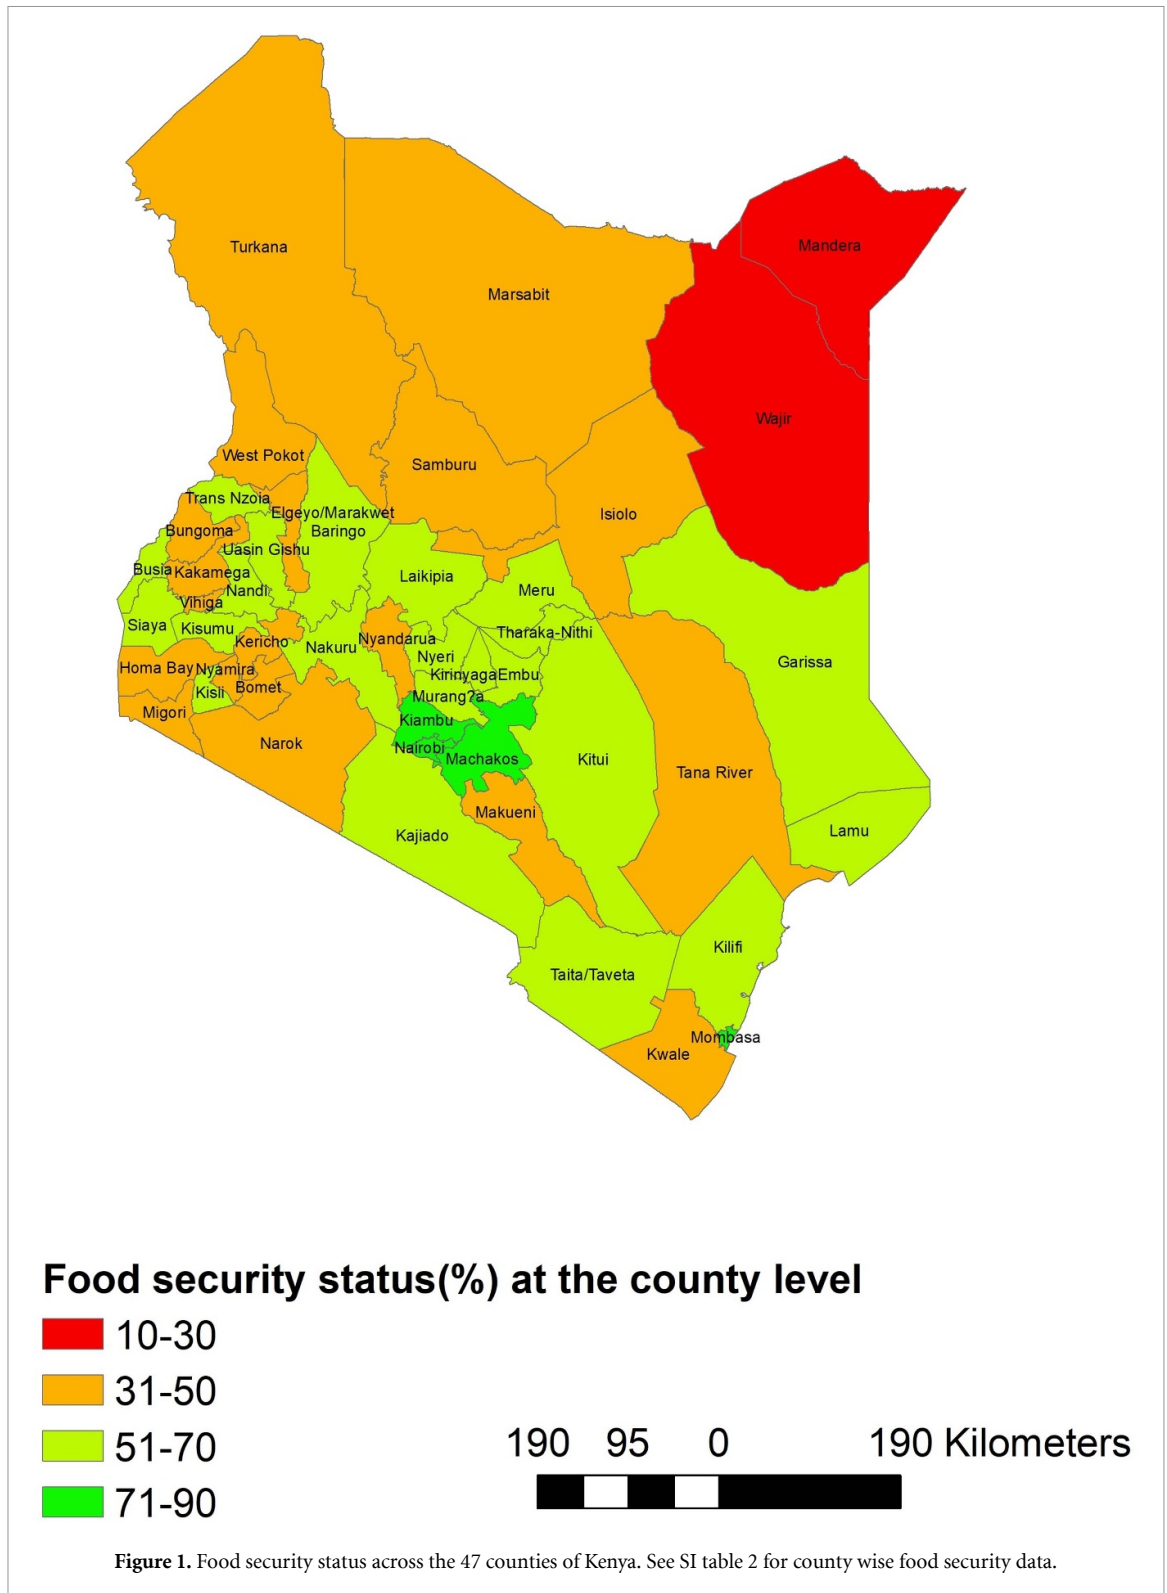 Turkana
Mandera
Marsabit
Wajir
West Pokot
Samburu
Trans Nzoia
Isiolo
Elgeyo/Marakwet
Bungoma
Baringo
Uasin Gishu
Busia
Kakamega
Laikipia
Nandi
Meru
Vihiga
Siaya
Kisumu
Tharaka-Nithi
Kericho
Nyandarua
Nakuru
Nyeri
Garissa
Homa Bay
Nyamira
Kirinyaga
Embu
Bomet
Kisli
Murang?a
Migori
Kiambu
Narok
Nairobi
Machakos
Kitui
Tana River
Makueni
Lamu
Kajiado
Kilifi
Taita/Taveta
Mombasa
Kwale
Food security status(%) at the county level
10-30
31-50
51-70
71-90
190 95 0 190 Kilometers
Figure 1. Food security status across the 47 counties of Kenya. See SI table 2 for county wise food security data.